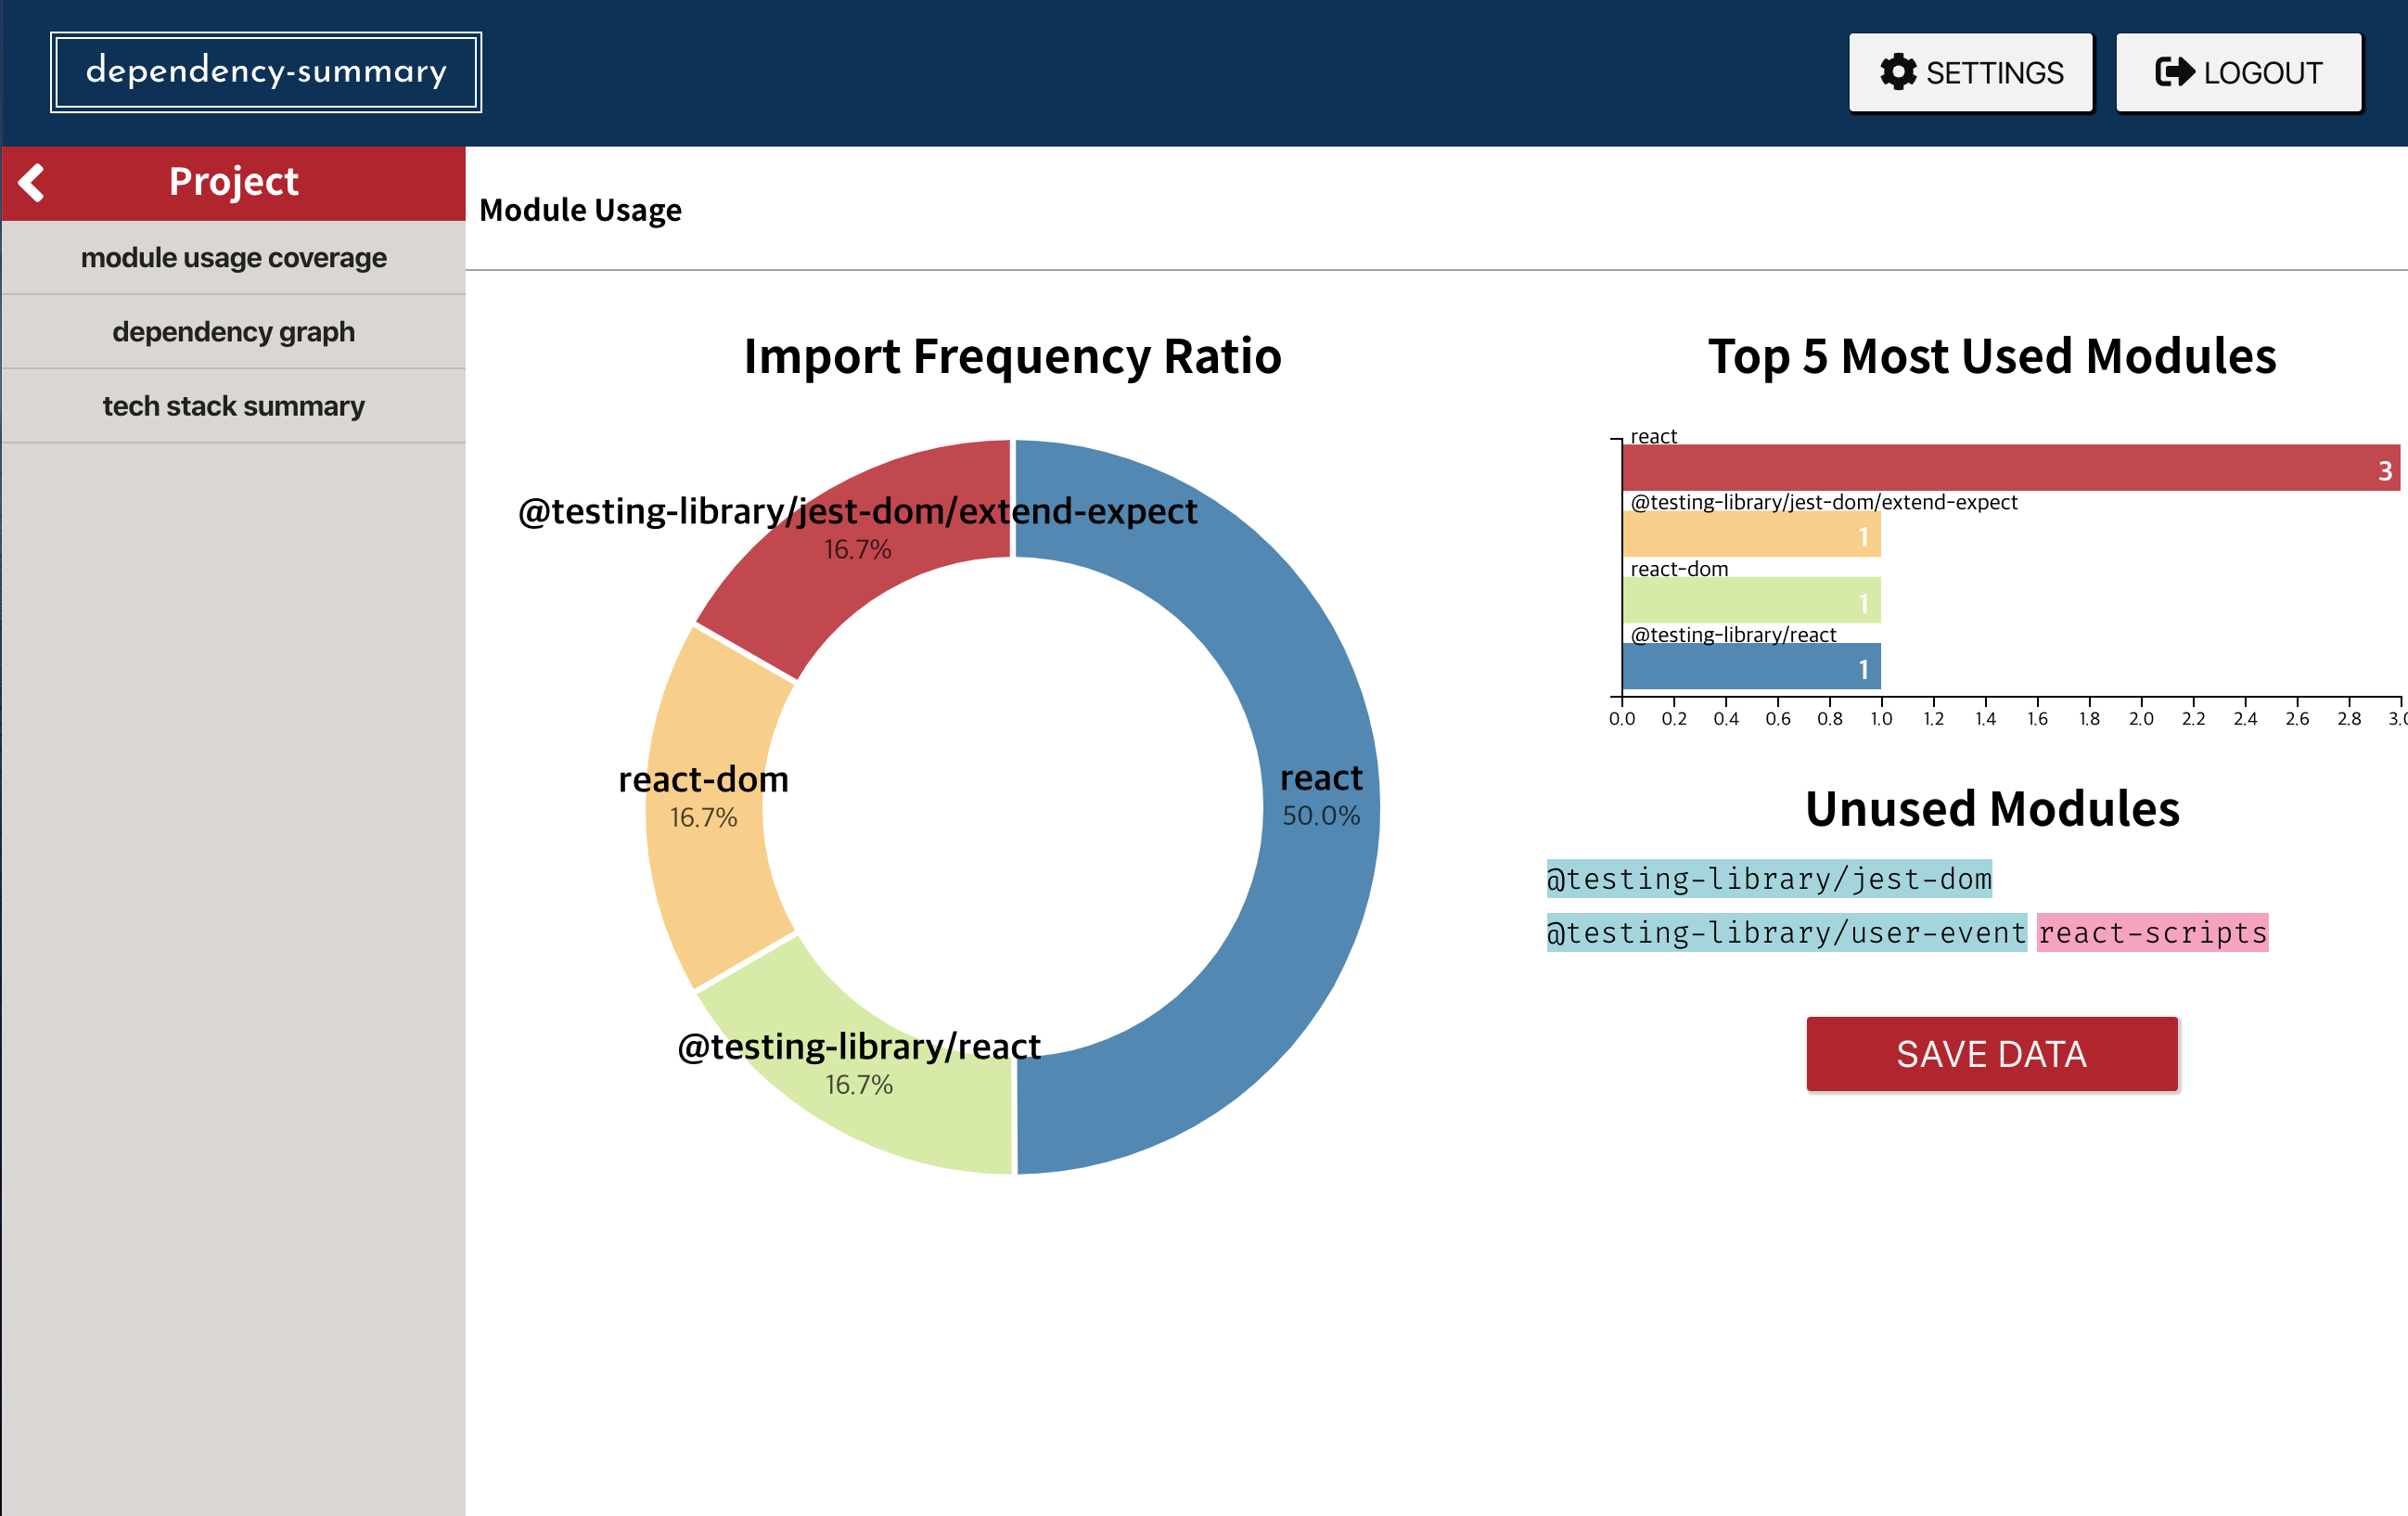 dependency-summary
SETTINGS
LOGOUT
Project
module usage coverage
dependency graph
tech stack summary
Module Usage
Import Frequency Ratio
@testing-library/jest-dom/extend-expect
16.7%
react-dom
16.7%
react
50.0%
@testing-library/react
16.7%
Top 5 Most Used Modules
react
3
@testing-library/jest-dom/extend-expect
1
react-dom
1
@testing-library/react
1
0.0 0.2 0.4 0.6 0.8 1.0 1.2 1.4 1.6 1.8 2.0 2.2 2.4 2.6 2.8 3.0
Unused Modules
@testing-library/jest-dom
@testing-library/user-event react-scripts
SAVE DATA